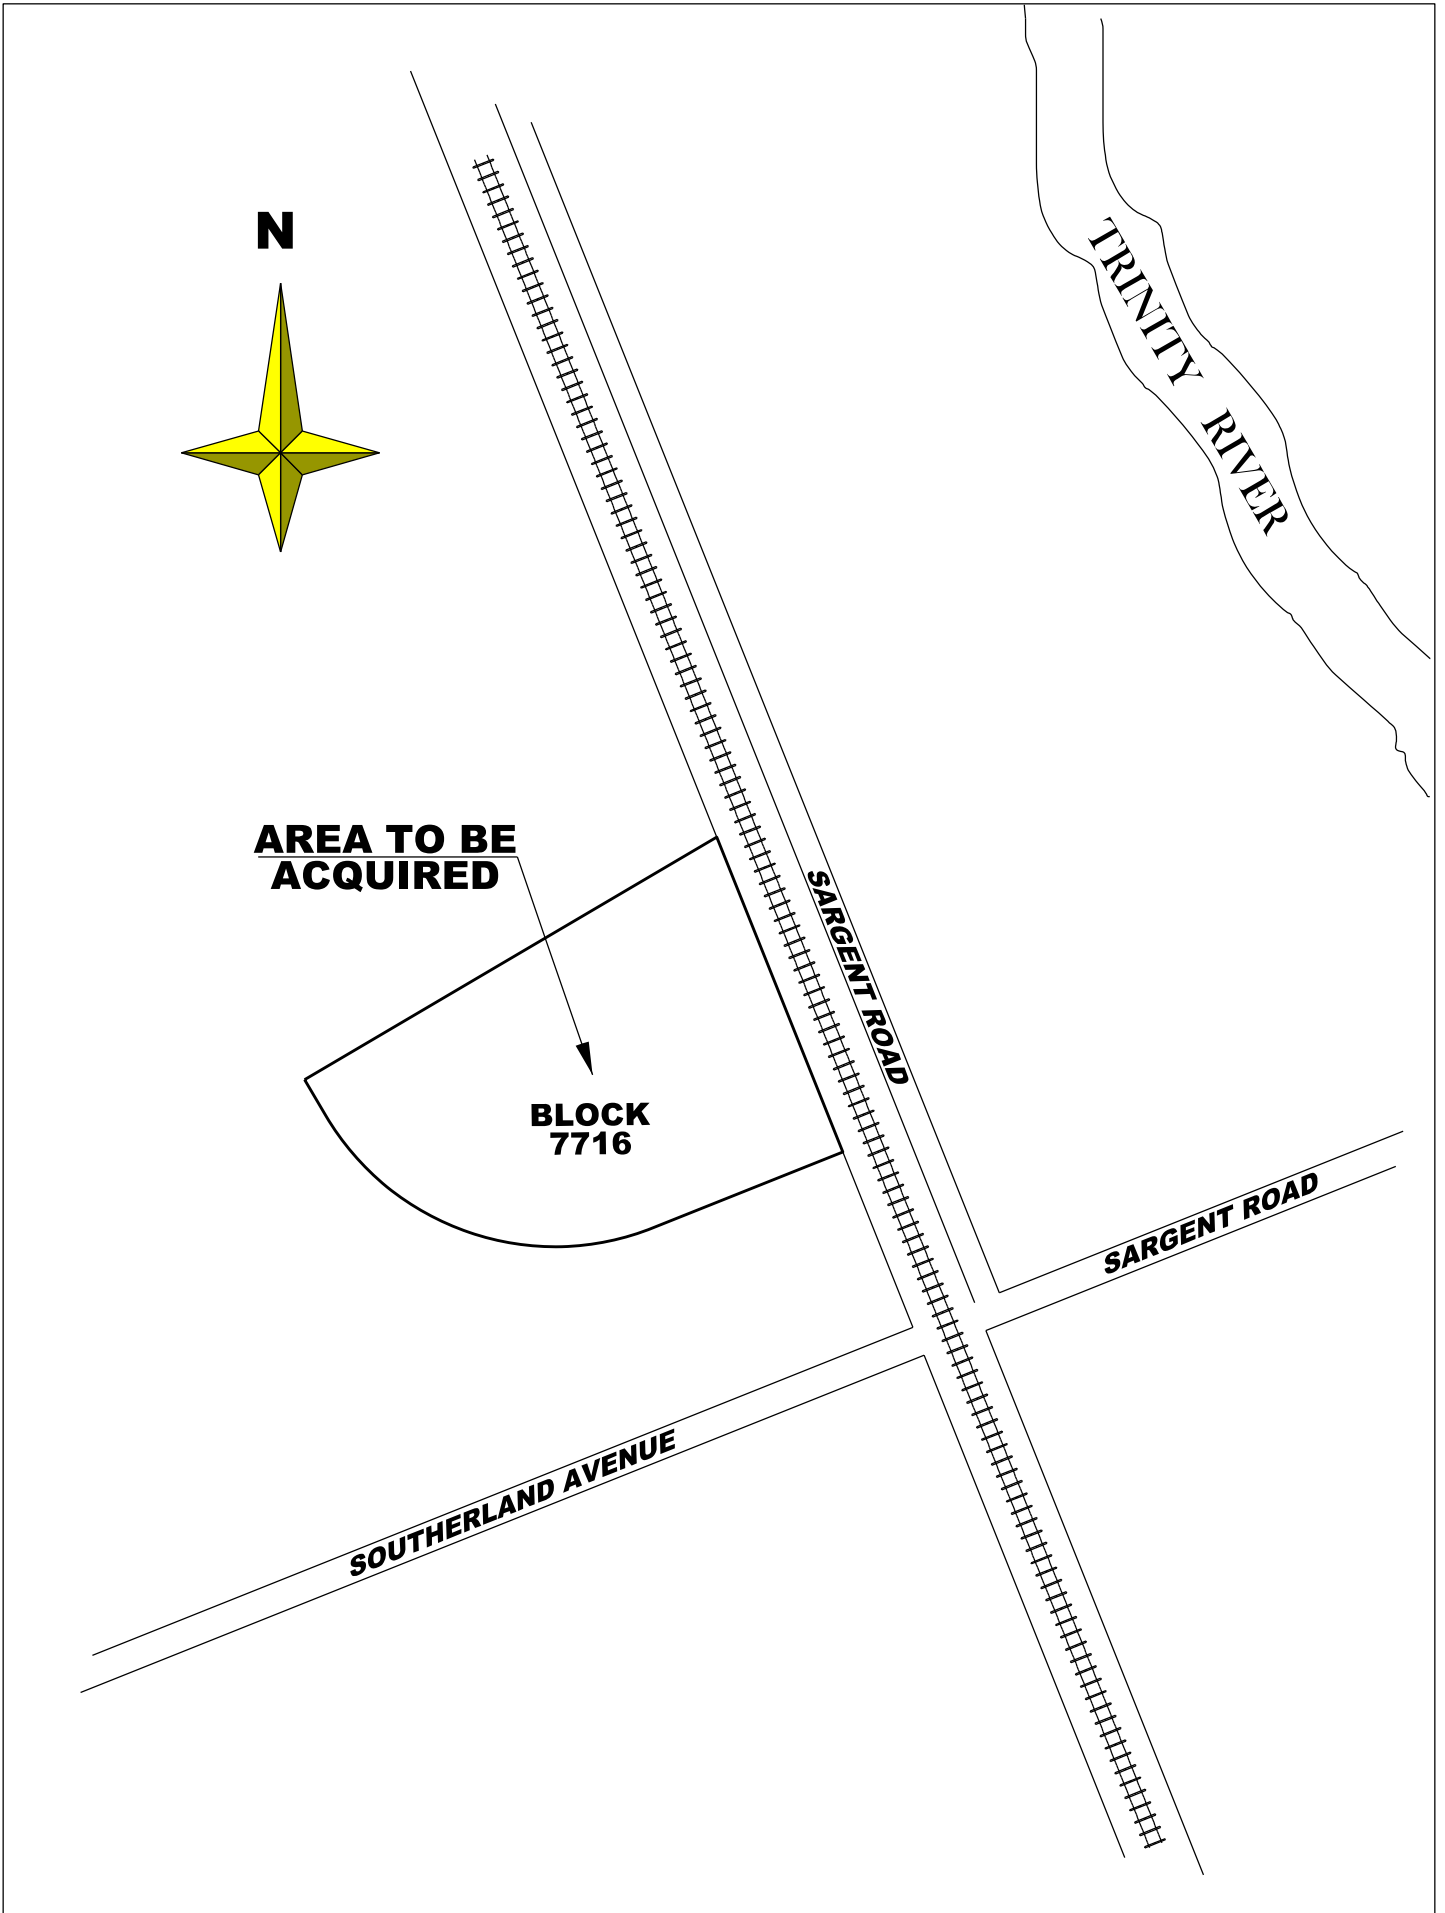 N
TRINITY RIVER
AREA TO BE
ACQUIRED
SARGENT ROAD
BLOCK
7716
SARGENT ROAD
SOUTHERLAND AVENUE